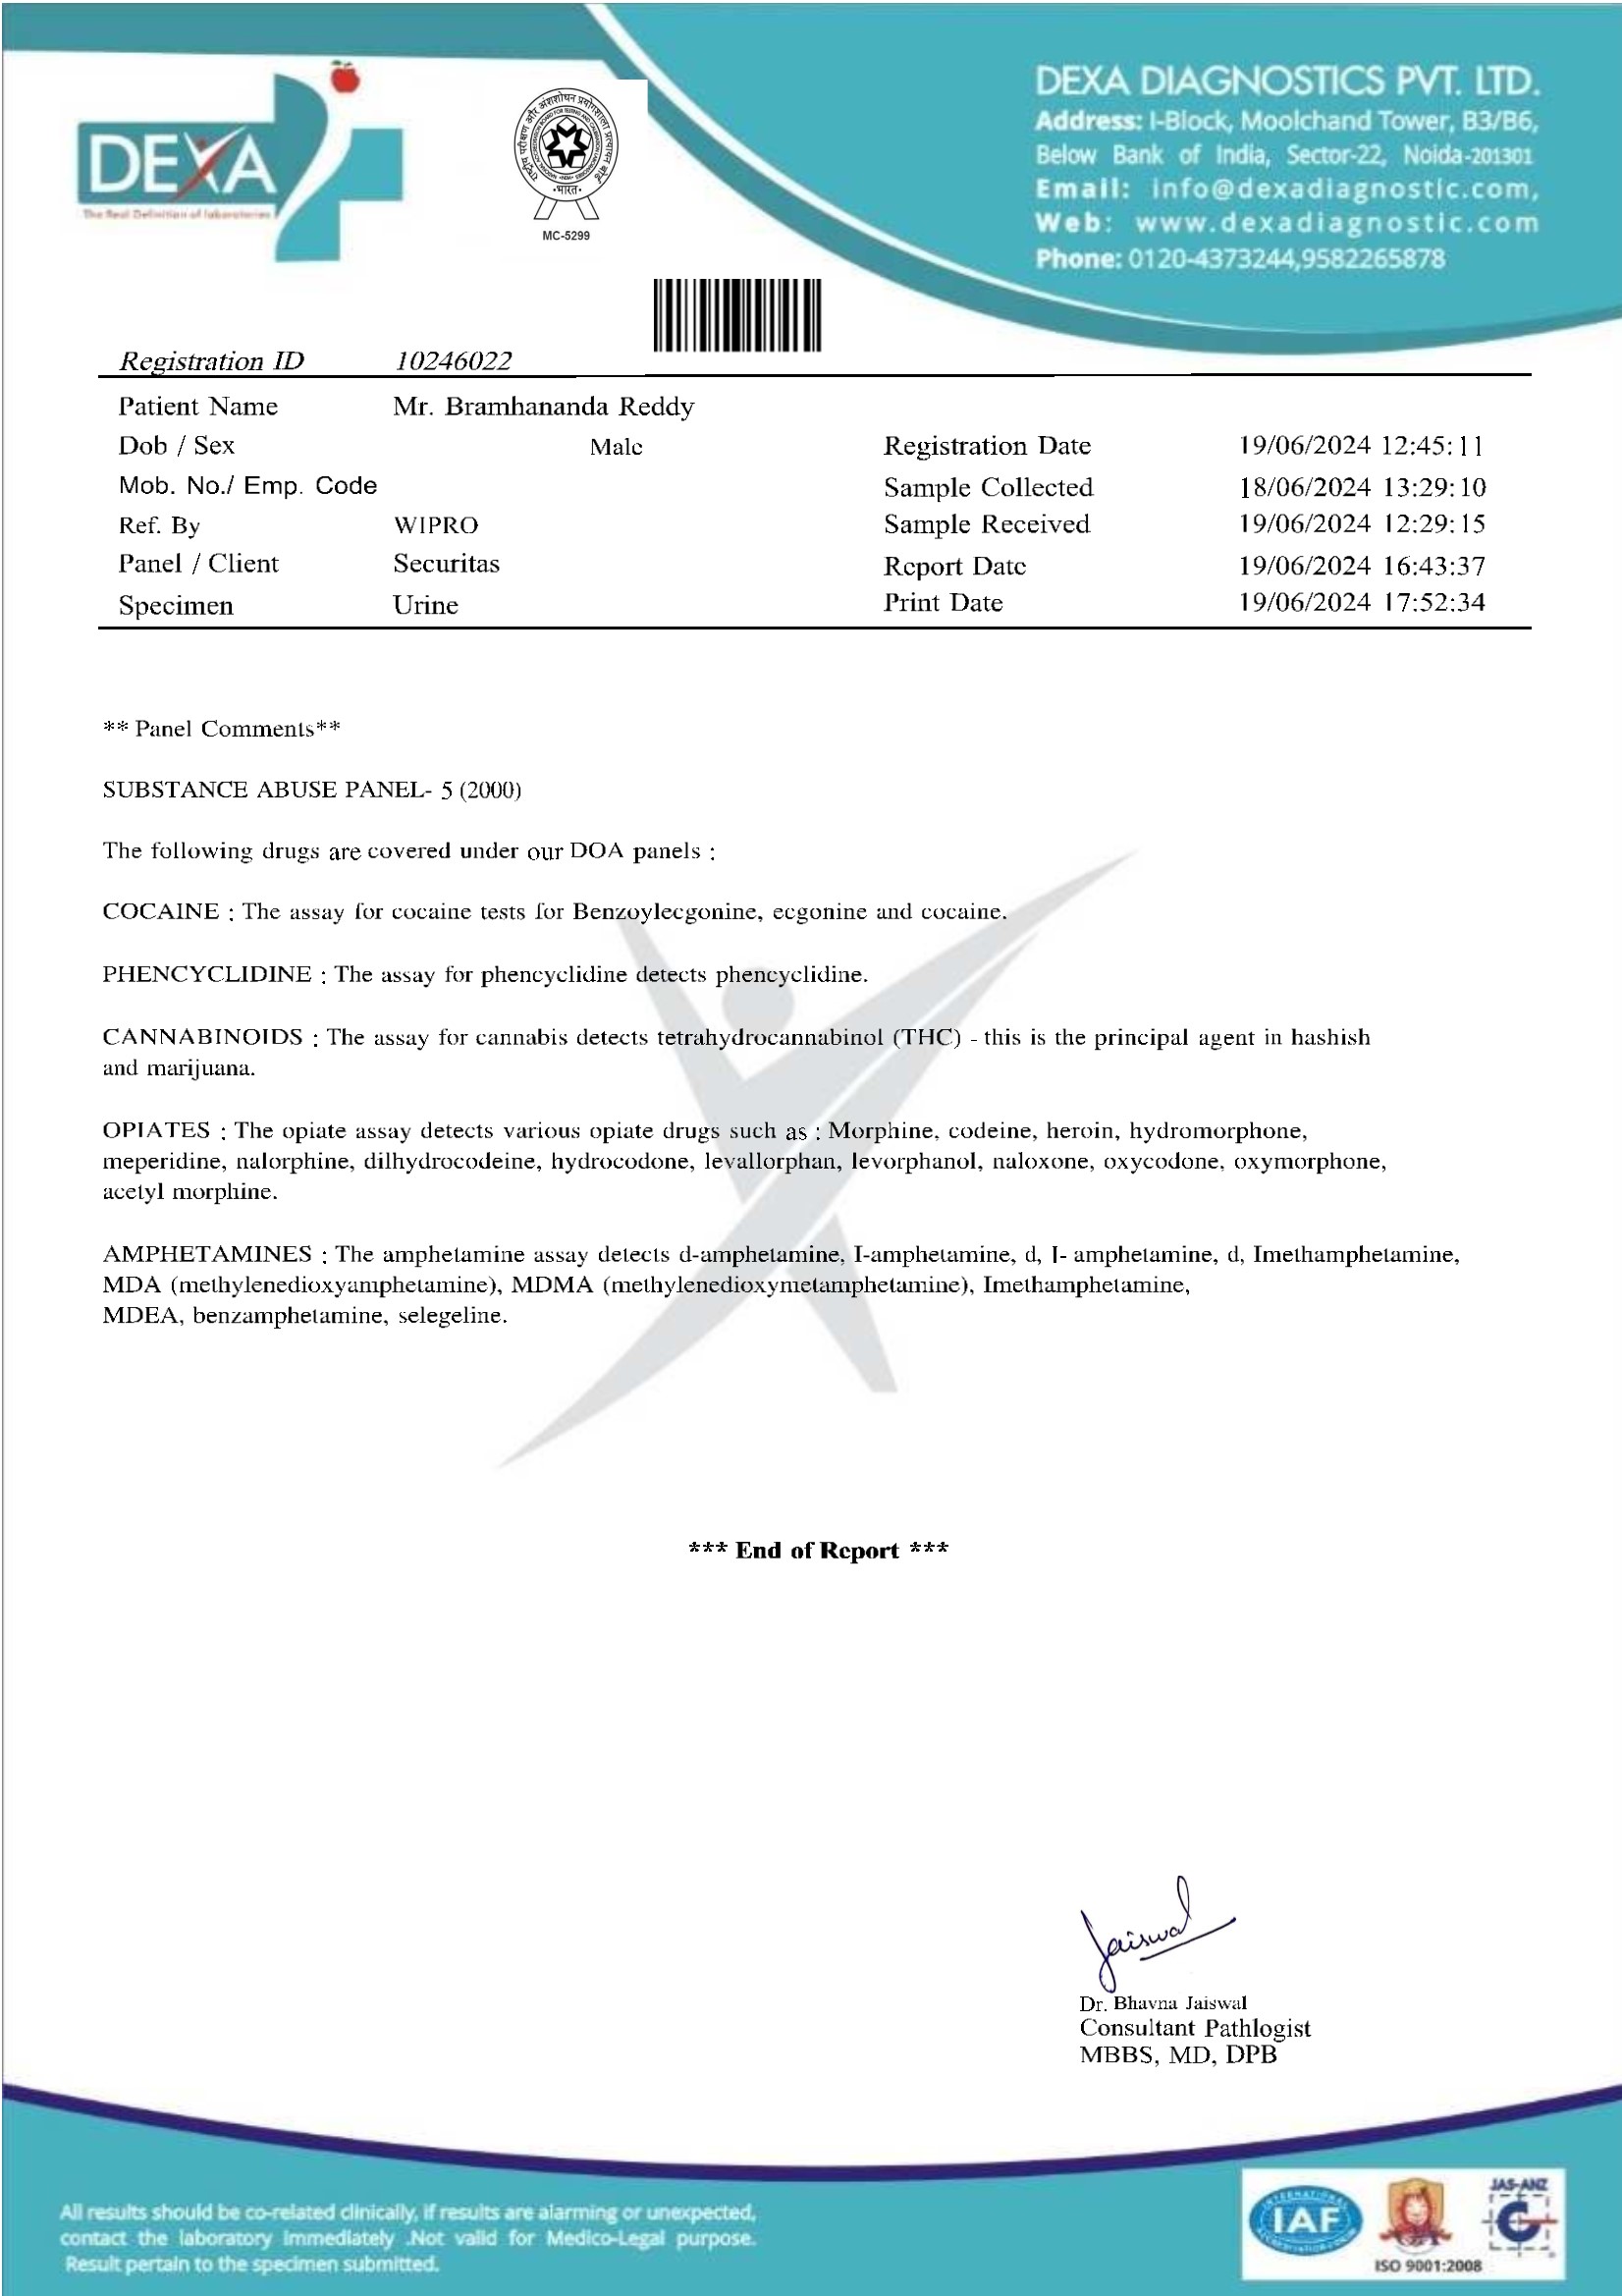 DEXA
The Real Definition of laboratories
MC-5299
DEXA DIAGNOSTICS PVT. LTD.
Address: I-Block, Moolchand Tower, B3/B6,
Below Bank of India, Sector-22, Noida-201301
Email: info@dexadiagnostic.com,
Web: www.dexadiagnostic.com
Phone: 0120-4373244,9582265878
Registration ID 10246022
Patient Name Mr. Bramhananda Reddy
Dob / Sex Male Registration Date 19/06/2024 12:45:11
Mob. No./ Emp. Code Sample Collected 18/06/2024 13:29:10
Ref. By WIPRO Sample Received 19/06/2024 12:29:15
Panel / Client Securitas Report Date 19/06/2024 16:43:37
Specimen Urine Print Date 19/06/2024 17:52:34
** Panel Comments**
SUBSTANCE ABUSE PANEL- 5 (2000)
The following drugs are covered under our DOA panels :
COCAINE : The assay for cocaine tests for Benzoylecgonine, ecgonine and cocaine.
PHENCYCLIDINE : The assay for phencyclidine detects phencyclidine.
CANNABINOIDS : The assay for cannabis detects tetrahydrocannabinol (THC) - this is the principal agent in hashish
and marijuana.
OPIATES : The opiate assay detects various opiate drugs such as : Morphine, codeine, heroin, hydromorphone,
meperidine, nalorphine, dilhydrocodeine, hydrocodone, levallorphan, levorphanol, naloxone, oxycodone, oxymorphone,
acetyl morphine.
AMPHETAMINES : The amphetamine assay detects d-amphetamine, I-amphetamine, d, I- amphetamine, d, Imethamphetamine,
MDA (methylenedioxyamphetamine), MDMA (methylenedioxymetamphetamine), Imethamphetamine,
MDEA, benzamphetamine, selegeline.
*** End of Report ***
Jaiswal
Dr. Bhavna Jaiswal
Consultant Pathlogist
MBBS, MD, DPB
All results should be co-related clinically, if results are alarming or unexpected,
contact the laboratory immediately .Not valid for Medico-Legal purpose.
Result pertain to the specimen submitted.
IAF
JAS-ANZ
ISO 9001:2008